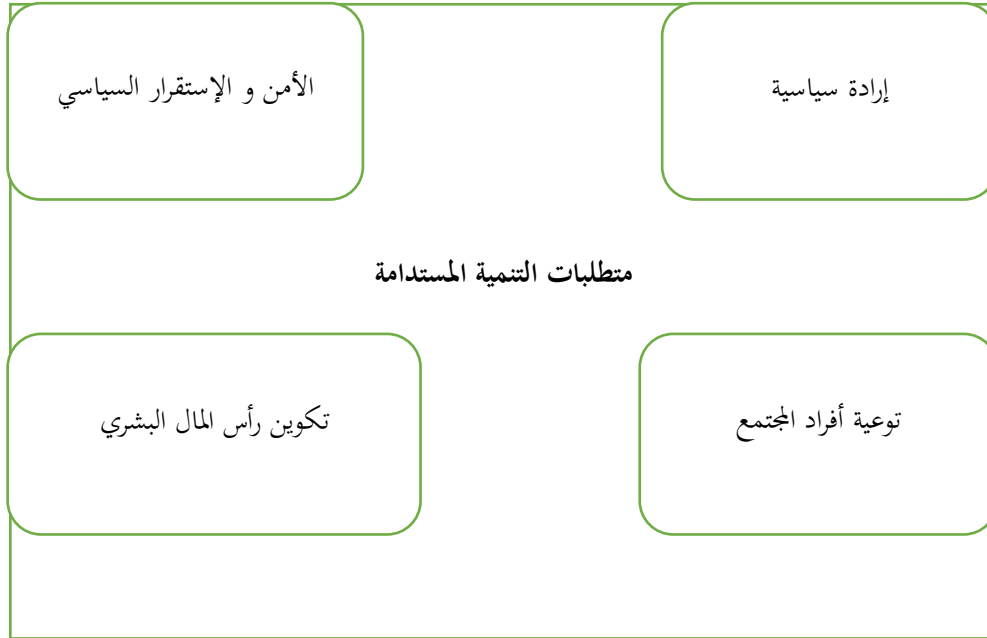 إرادة سياسية
الأمن و الإستقرار السياسي
متطلبات التنمية المستدامة
توعية أفراد المجتمع
تكوين رأس المال البشري